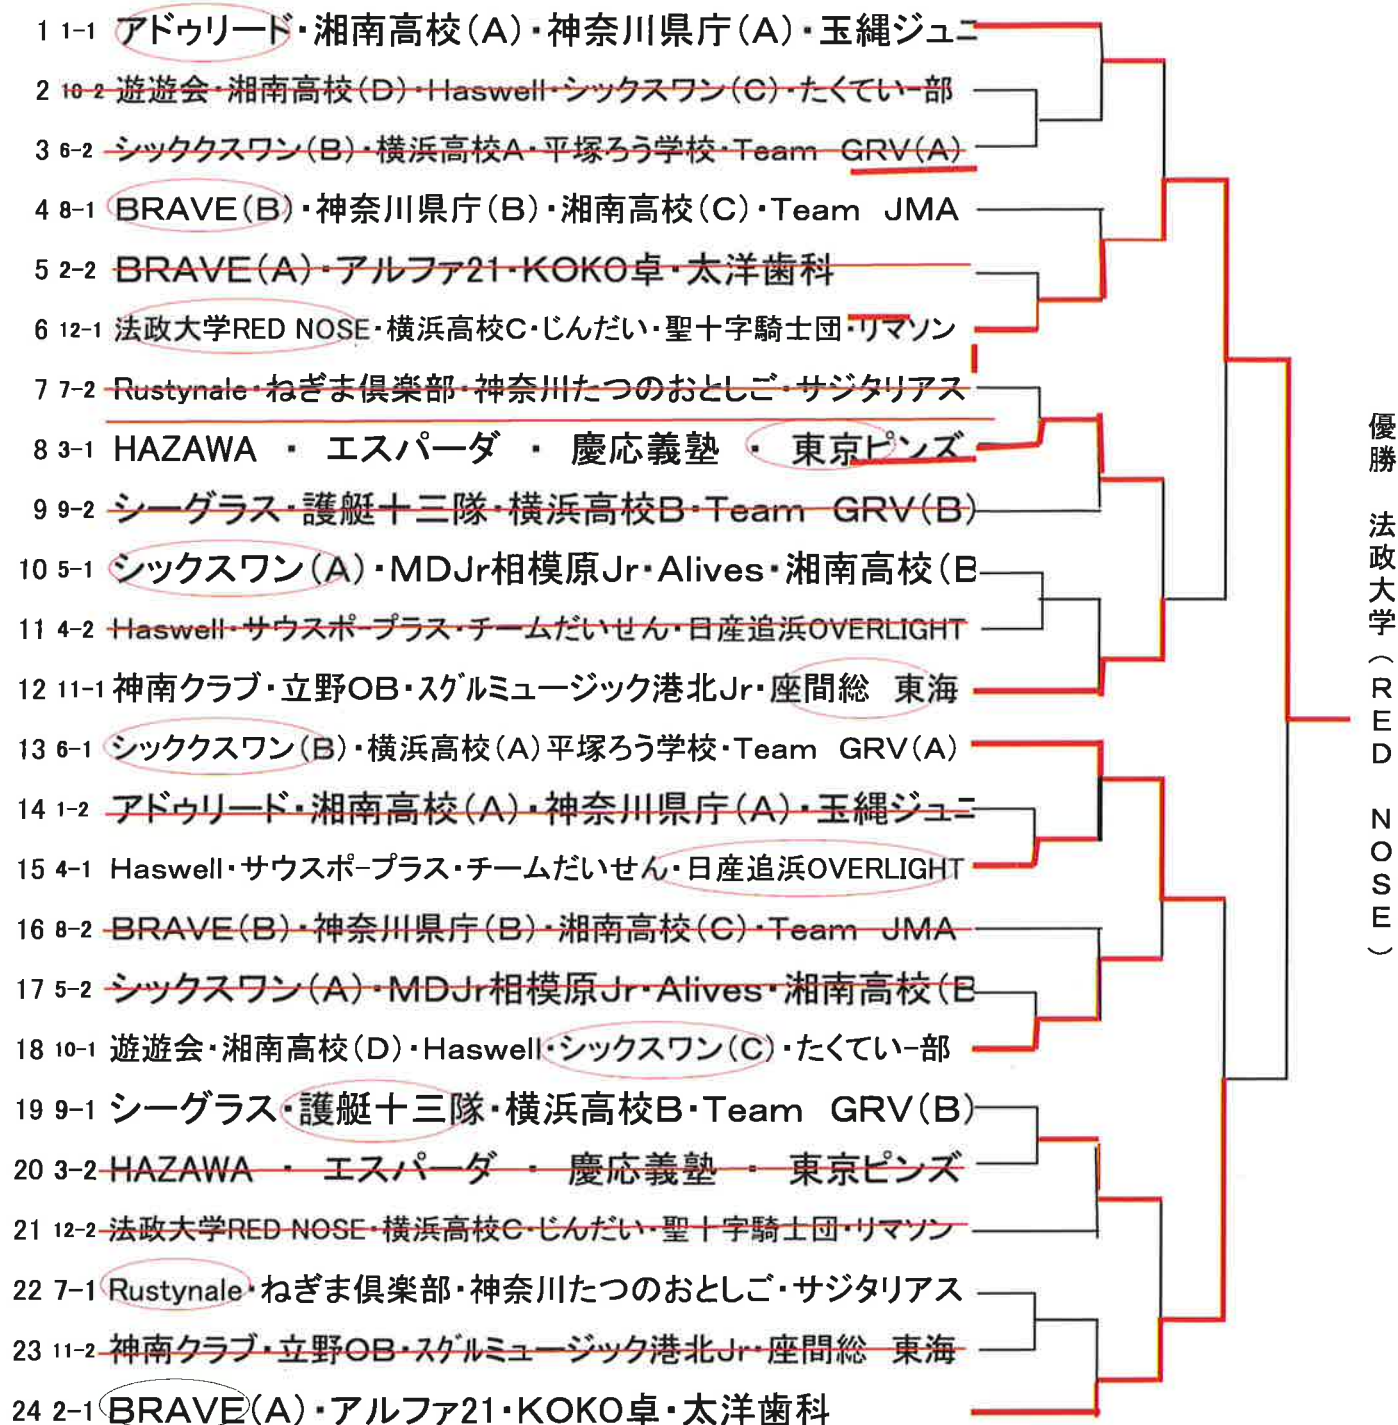 1 1-1 アドゥリード・湘南高校(A)・神奈川県庁(A)・玉縄ジュニ
2 10-2 遊遊会・湘南高校(D)・Haswell・シックスワン(C)・たくてい一部
3 6-2 シッククスワン(B)・横浜高校A・平塚ろう学校・Team GRV(A)
4 8-1 BRAVE(B)・神奈川県庁(B)・湘南高校(C)・Team JMA
5 2-2 BRAVE(A)・アルファ21・KOKO卓・太洋歯科
6 12-1 法政大学RED NOSE・横浜高校C・じんだい・聖十字騎士団・リマソン
7 7-2 Rustynale・ねぎま倶楽部・神奈川たつのおとしご・サジタリアス
8 3-1 HAZAWA ・ エスパーダ ・ 慶応義塾 ・ 東京ピンズ
9 9-2 シーグラス・護艇十三隊・横浜高校B・Team GRV(B)
10 5-1 シックスワン(A)・MDJr相模原Jr・Alives・湘南高校(B
11 4-2 Haswell・サウスポープラス・チームだいせん・日産追浜OVERLIGHT
12 11-1 神南クラブ・立野OB・スグルミュージック港北Jr・座間総 東海
13 6-1 シッククスワン(B)・横浜高校(A)平塚ろう学校・Team GRV(A)
14 1-2 アドゥリード・湘南高校(A)・神奈川県庁(A)・玉縄ジュニ
15 4-1 Haswell・サウスポープラス・チームだいせん・日産追浜OVERLIGHT
16 8-2 BRAVE(B)・神奈川県庁(B)・湘南高校(C)・Team JMA
17 5-2 シックスワン(A)・MDJr相模原Jr・Alives・湘南高校(B
18 10-1 遊遊会・湘南高校(D)・Haswell・シックスワン(C)・たくてい一部
19 9-1 シーグラス・護艇十三隊・横浜高校B・Team GRV(B)
20 3-2 HAZAWA ・ エスパーダ ・ 慶応義塾 ・ 東京ピンズ
21 12-2 法政大学RED NOSE・横浜高校C・じんだい・聖十字騎士団・リマソン
22 7-1 Rustynale・ねぎま倶楽部・神奈川たつのおとしご・サジタリアス
23 11-2 神南クラブ・立野OB・スグルミュージック港北Jr・座間総 東海
24 2-1 BRAVE(A)・アルファ21・KOKO卓・太洋歯科
優勝 法政大学(RED NOSE)